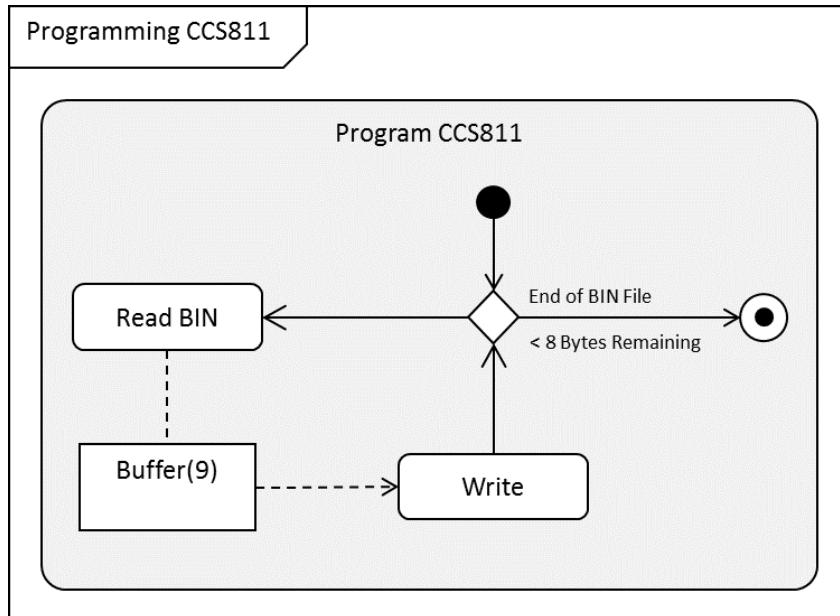 Programming CCS811
Program CCS811
End of BIN File
Read BIN
< 8 Bytes Remaining
Buffer(9)
Write